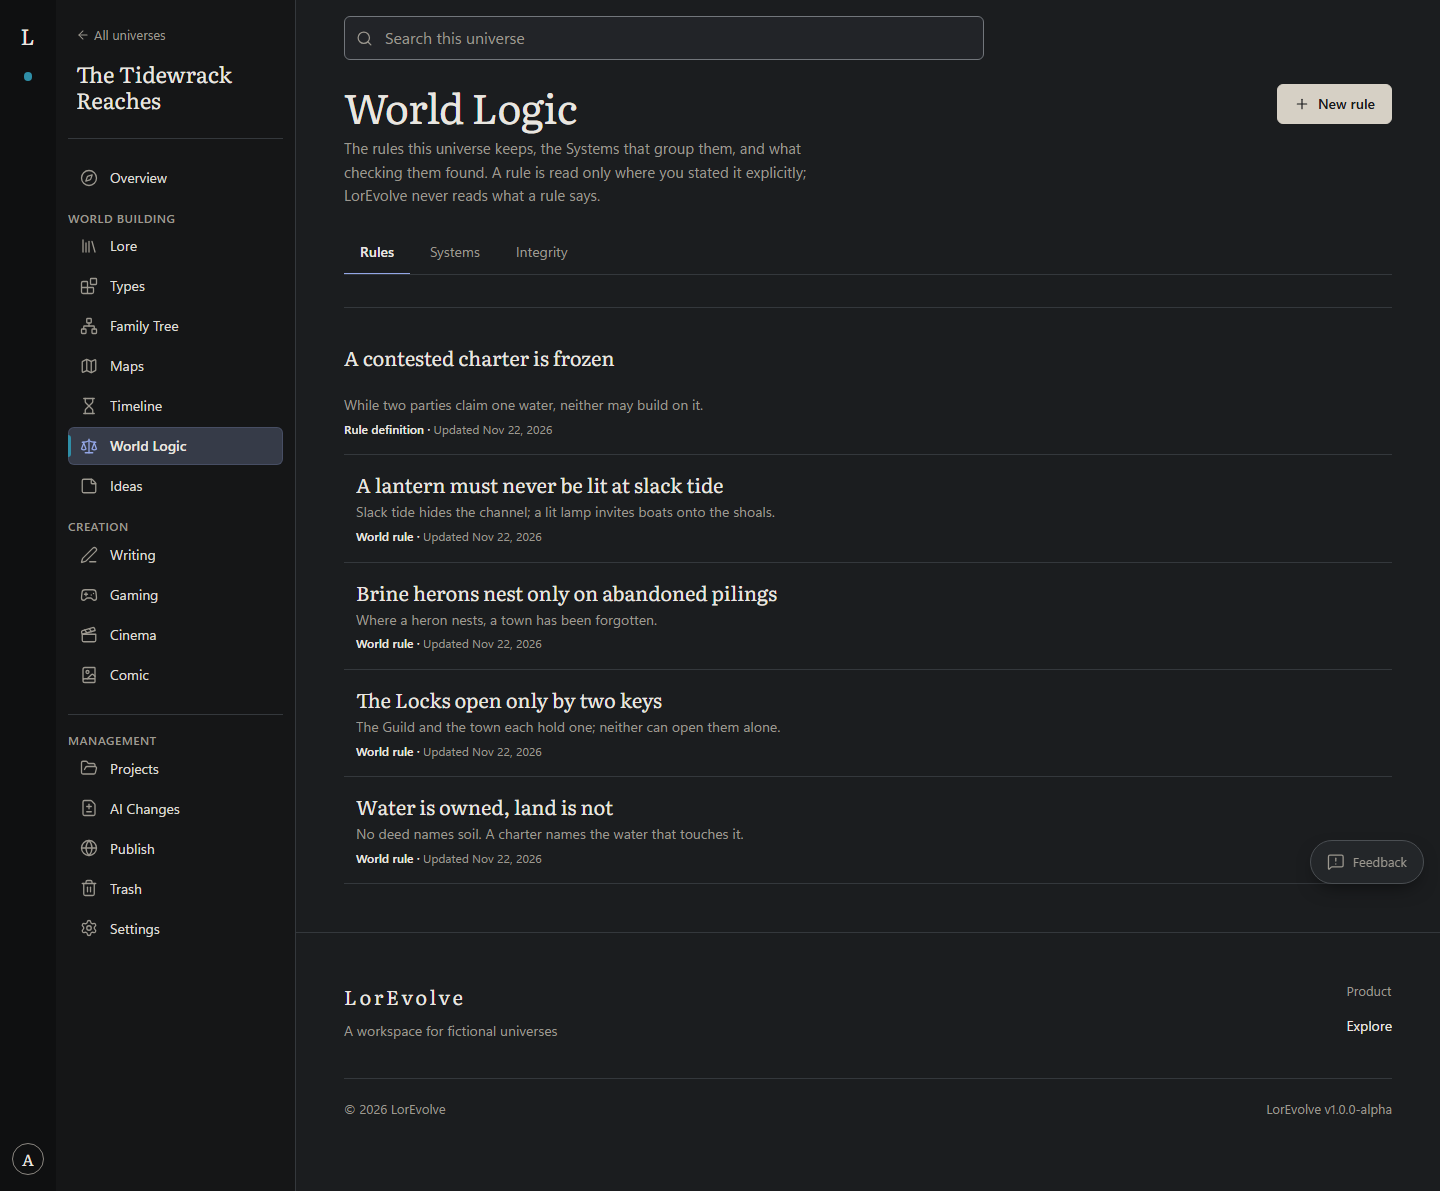 L
All universes
The Tidewrack
Reaches
Overview
WORLD BUILDING
Lore
Types
Family Tree
Maps
Timeline
World Logic
Ideas
CREATION
Writing
Gaming
Cinema
Comic
MANAGEMENT
Projects
AI Changes
Publish
Trash
Settings
A
Search this universe
World Logic
New rule
The rules this universe keeps, the Systems that group them, and what
checking them found. A rule is read only where you stated it explicitly;
LorEvolve never reads what a rule says.
Rules Systems Integrity
A contested charter is frozen
While two parties claim one water, neither may build on it.
Rule definition · Updated Nov 22, 2026
A lantern must never be lit at slack tide
Slack tide hides the channel; a lit lamp invites boats onto the shoals.
World rule · Updated Nov 22, 2026
Brine herons nest only on abandoned pilings
Where a heron nests, a town has been forgotten.
World rule · Updated Nov 22, 2026
The Locks open only by two keys
The Guild and the town each hold one; neither can open them alone.
World rule · Updated Nov 22, 2026
Water is owned, land is not
No deed names soil. A charter names the water that touches it.
World rule · Updated Nov 22, 2026
Feedback
LorEvolve
A workspace for fictional universes
Product
Explore
© 2026 LorEvolve
LorEvolve v1.0.0-alpha